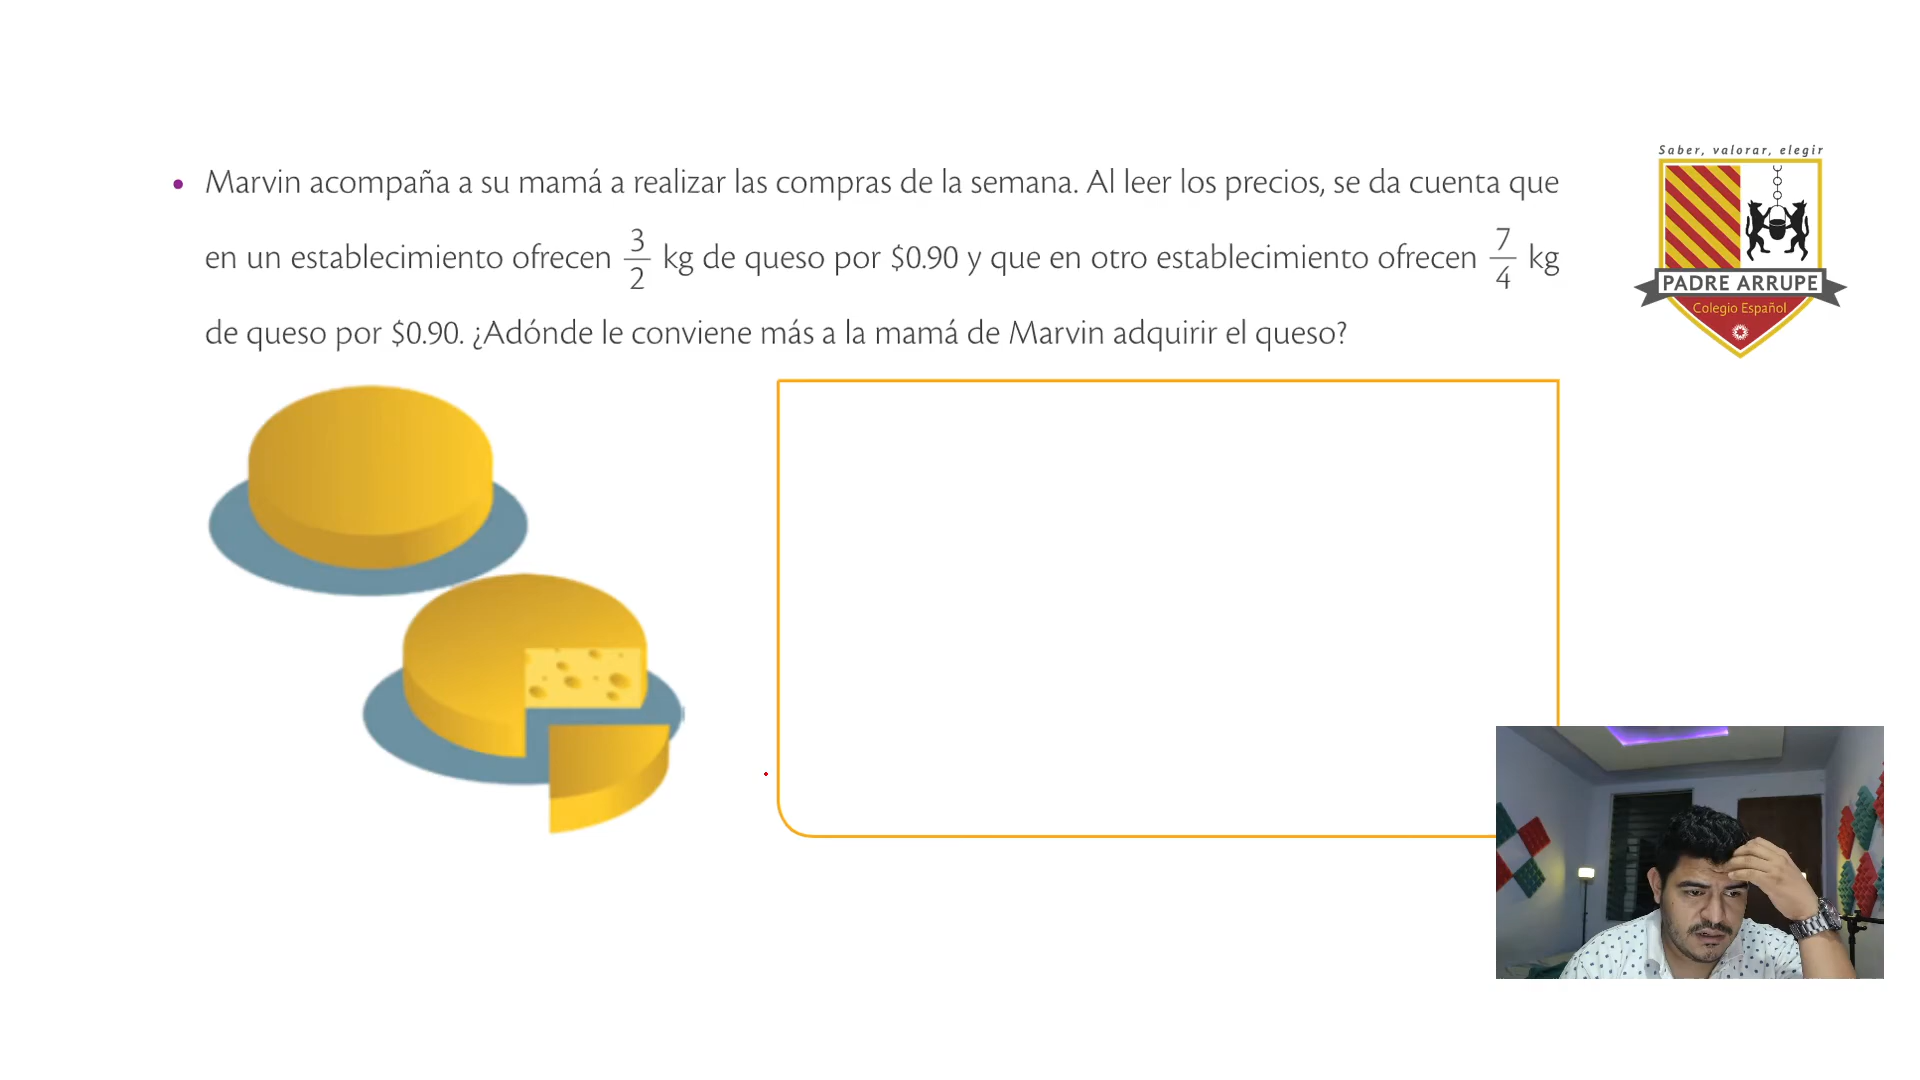 Saber, valorar, elegir
• Marvin acompaña a su mamá a realizar las compras de la semana. Al leer los precios, se da cuenta que
en un establecimiento ofrecen 3/2 kg de queso por $0.90 y que en otro establecimiento ofrecen 7/4 kg
de queso por $0.90. ¿Adónde le conviene más a la mamá de Marvin adquirir el queso?
PADRE ARRUPE
Colegio Español